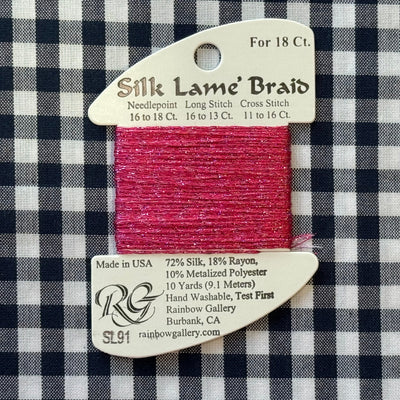 For 18 Ct.
Silk Lame' Braid
Needlepoint Long Stitch Cross Stitch
16 to 18 Ct. 16 to 13 Ct. 11 to 16 Ct.
Made in USA
72% Silk, 18% Rayon,
10% Metalized Polyester
10 Yards (9.1 Meters)
Hand Washable, Test First
Rainbow Gallery
Burbank, CA
rainbowgallery.com
RG
SL91